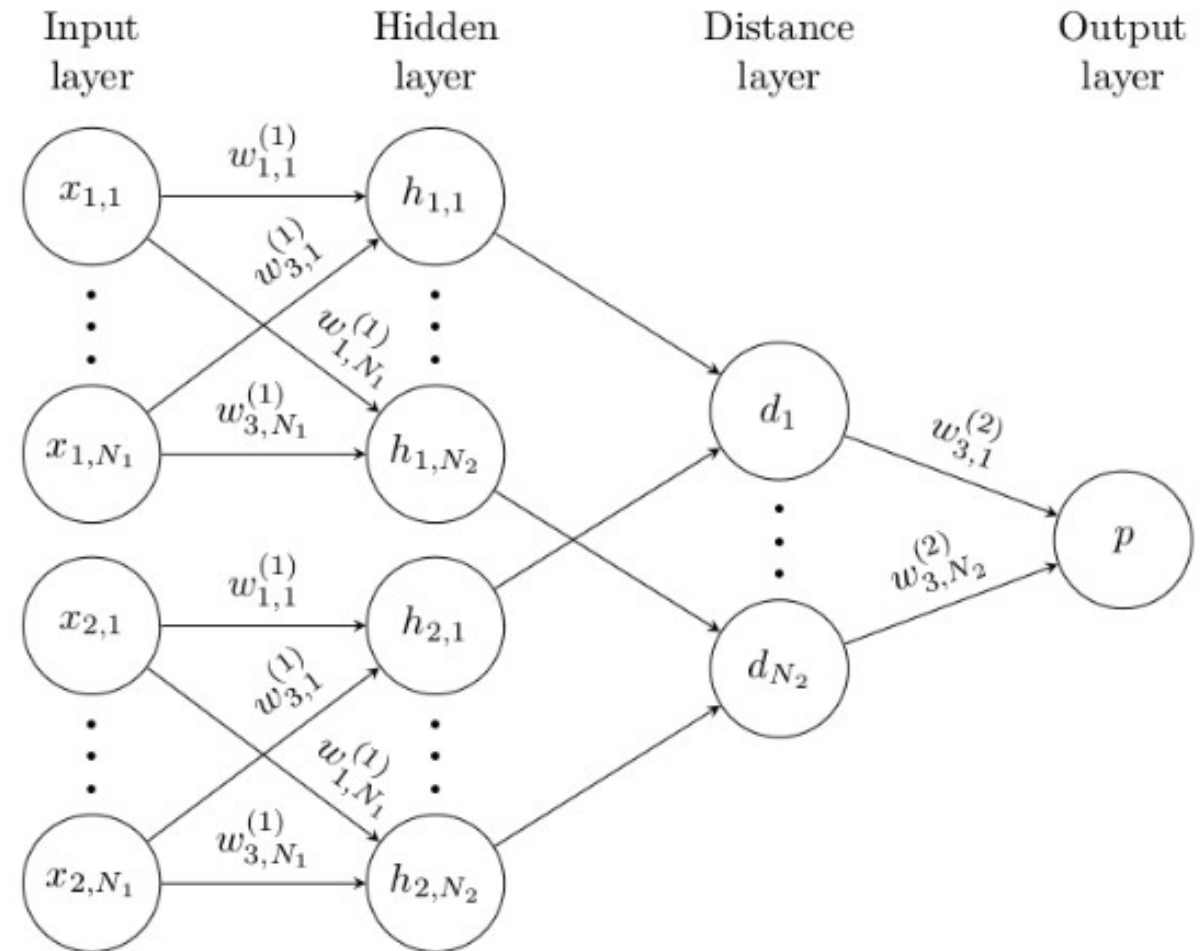 Input layer
Hidden layer
Distance layer
Output layer
x_{1,1}
w_{1,1}^{(1)}
h_{1,1}
w_{3,1}^{(1)}
w_{1,N_1}^{(1)}
x_{1,N_1}
w_{3,N_1}^{(1)}
h_{1,N_2}
d_1
w_{3,1}^{(2)}
p
x_{2,1}
w_{1,1}^{(1)}
h_{2,1}
w_{3,N_2}^{(2)}
d_{N_2}
w_{3,1}^{(1)}
w_{1,N_1}^{(1)}
x_{2,N_1}
w_{3,N_1}^{(1)}
h_{2,N_2}